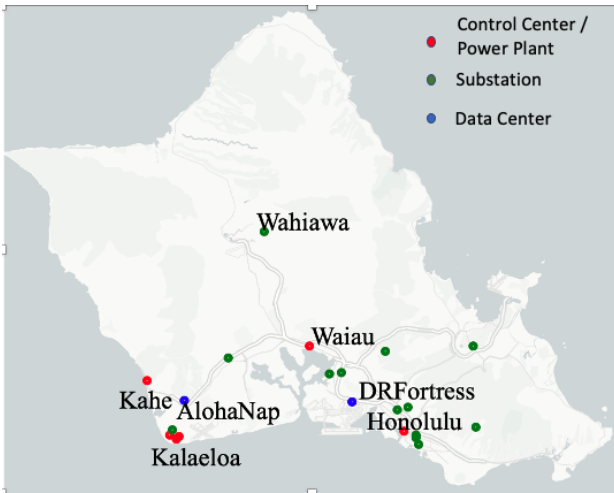 Control Center /
Power Plant
Substation
Data Center
Wahiawa
Waiau
Kahe
AlohaNap
DRFortress
Honolulu
Kalaeloa